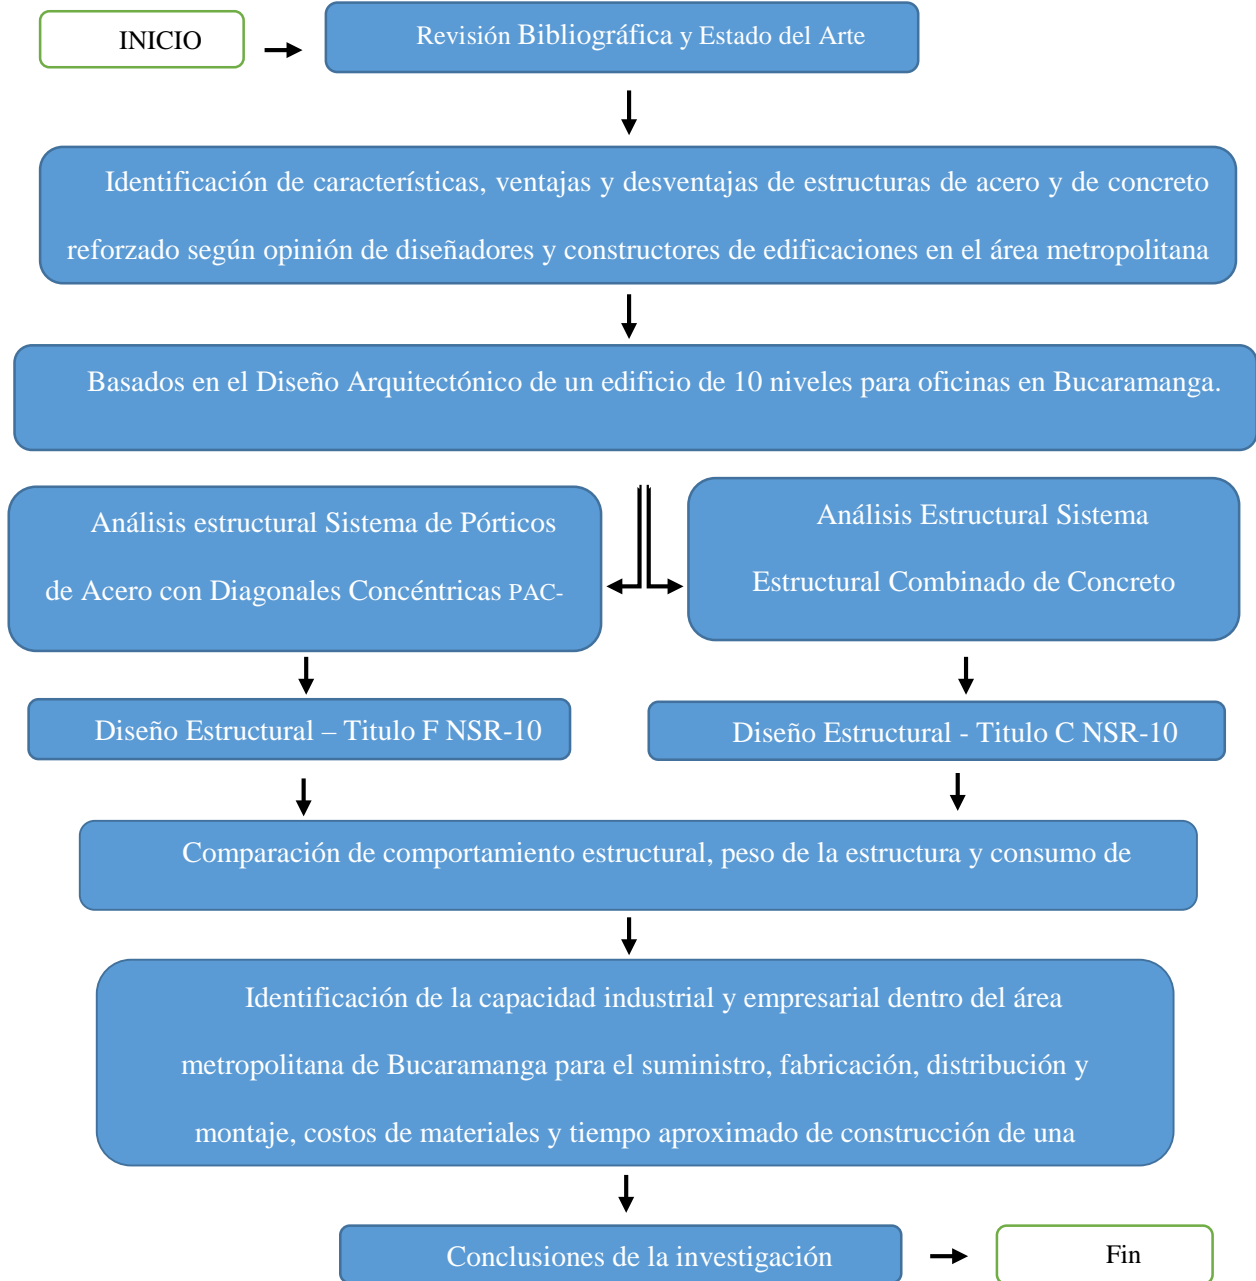 INICIO
Revisión Bibliográfica y Estado del Arte
Identificación de características, ventajas y desventajas de estructuras de acero y de concreto
reforzado según opinión de diseñadores y constructores de edificaciones en el área metropolitana
Basados en el Diseño Arquitectónico de un edificio de 10 niveles para oficinas en Bucaramanga.
Análisis estructural Sistema de Pórticos
de Acero con Diagonales Concéntricas PAC-
Análisis Estructural Sistema
Estructural Combinado de Concreto
Diseño Estructural – Titulo F NSR-10
Diseño Estructural - Titulo C NSR-10
Comparación de comportamiento estructural, peso de la estructura y consumo de
Identificación de la capacidad industrial y empresarial dentro del área
metropolitana de Bucaramanga para el suministro, fabricación, distribución y
montaje, costos de materiales y tiempo aproximado de construcción de una
Conclusiones de la investigación
Fin